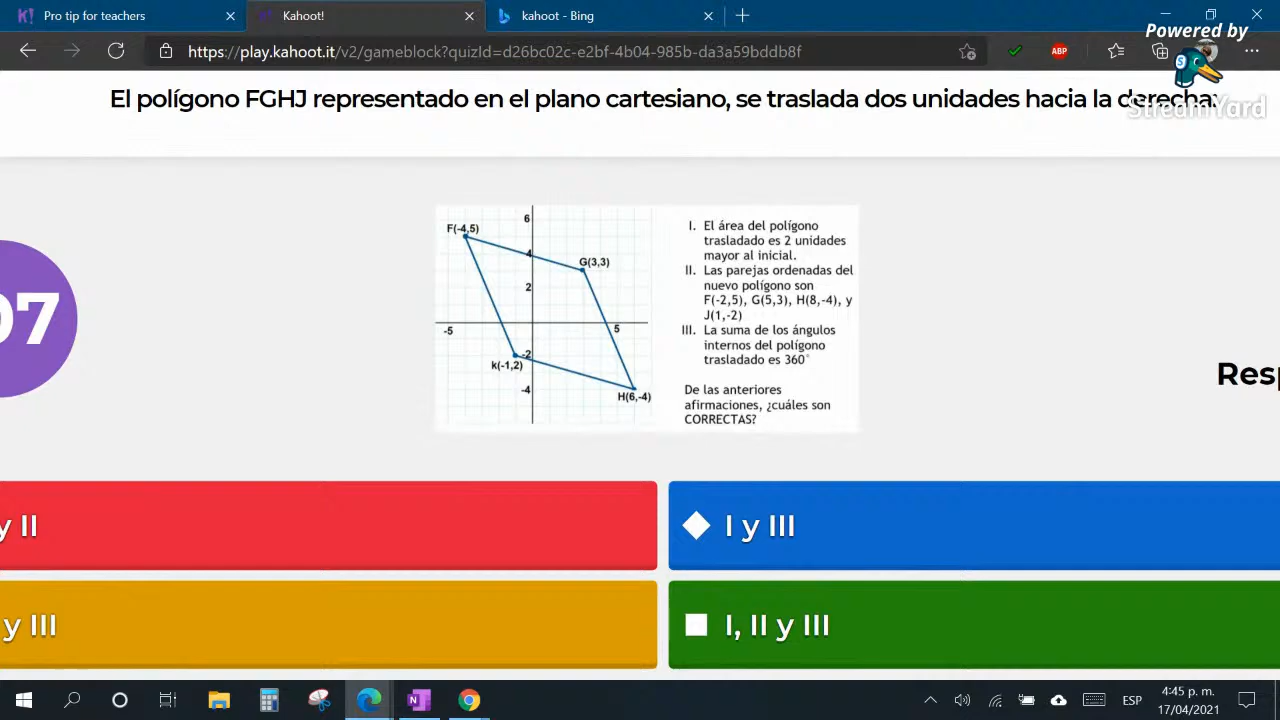 Pro tip for teachers
Kahoot!
kahoot - Bing
https://play.kahoot.it/v2/gameblock?quizId=d26bc02c-e2bf-4b04-985b-da3a59bddb8f
ABP
Powered by
StreamYard
El polígono FGHJ representado en el plano cartesiano, se traslada dos unidades hacia la derecha:
07
F(-4,5)
6
4
G(3,3)
2
-5
5
-2
k(-1,2)
-4
H(6,-4)
I. El área del polígono
trasladado es 2 unidades
mayor al inicial.
II. Las parejas ordenadas del
nuevo polígono son
F(-2,5), G(5,3), H(8,-4), y
J(1,-2)
III. La suma de los ángulos
internos del polígono
trasladado es 360°
De las anteriores
afirmaciones, ¿cuáles son
CORRECTAS?
Resp
y II
I y III
y III
I, II y III
ESP
4:45 p. m.
17/04/2021